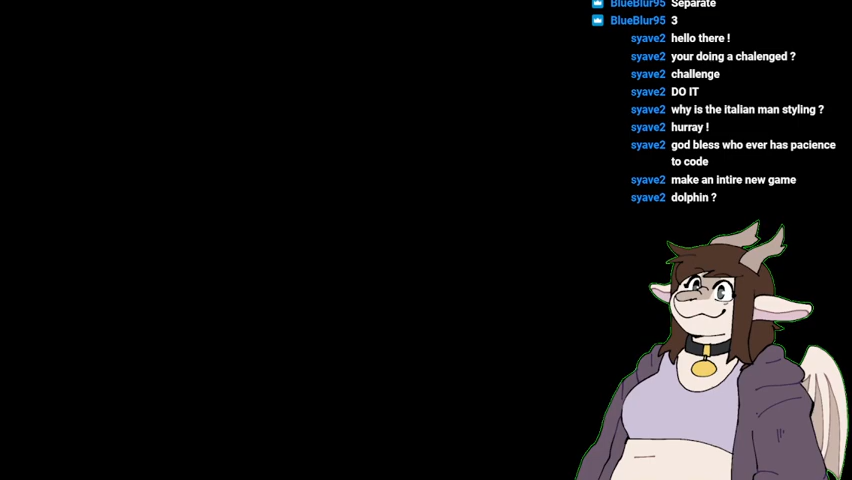 BlueBlur95 Separate
BlueBlur95 3
syave2 hello there !
syave2 your doing a chalenged ?
syave2 challenge
syave2 DO IT
syave2 why is the italian man styling ?
syave2 hurray !
syave2 god bless who ever has pacience
to code
syave2 make an intire new game
syave2 dolphin ?